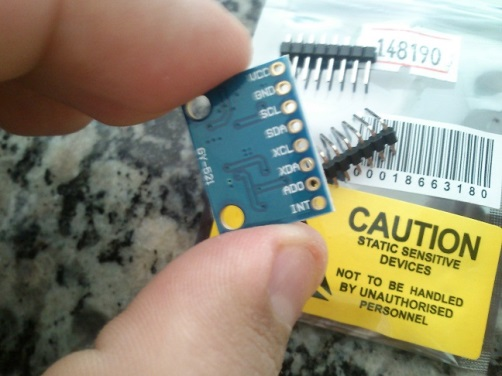 VCC
GND
SCL
SDA
XCL
XDA
ADO
INT
GY-521
148190
00018663180
CAUTION
STATIC SENSITIVE
DEVICES
NOT TO BE HANDLED
BY UNAUTHORISED
PERSONNEL